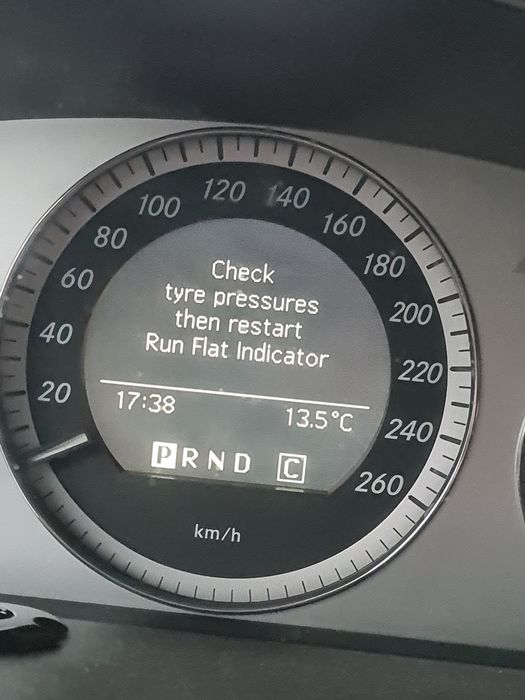 120 140
100 160
80 180
60 200
40 220
20 240
260
Check
tyre pressures
then restart
Run Flat Indicator
17:38 13.5°C
P R N D C
km/h